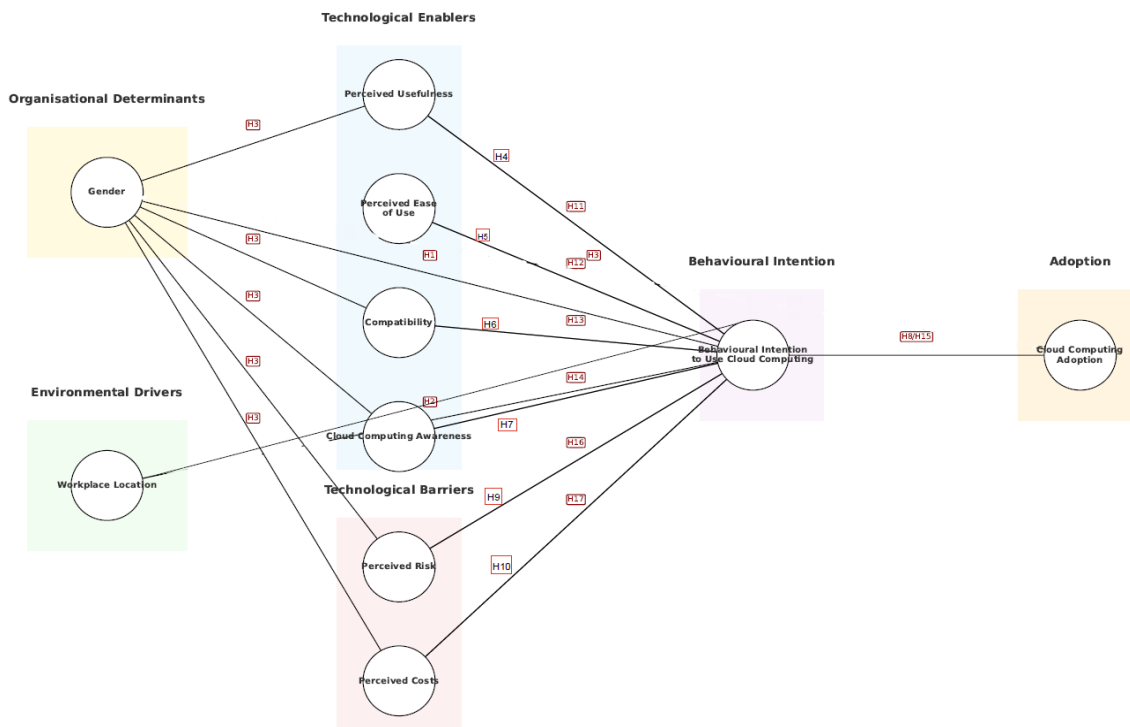 Technological Enablers
Organisational Determinants
Perceived Usefulness
H3
H4
Gender
Perceived Ease
of Use
H11
H5
H3
H1
H3
H12
Behavioural Intention
Adoption
H3
Compatibility
H6
H13
H8/H15
Behavioural Intention
to Use Cloud Computing
Cloud Computing
Adoption
H3
H14
Environmental Drivers
H2
H3
H7
Cloud Computing Awareness
H16
Workplace Location
Technological Barriers
H9
H17
Perceived Risk
H10
Perceived Costs